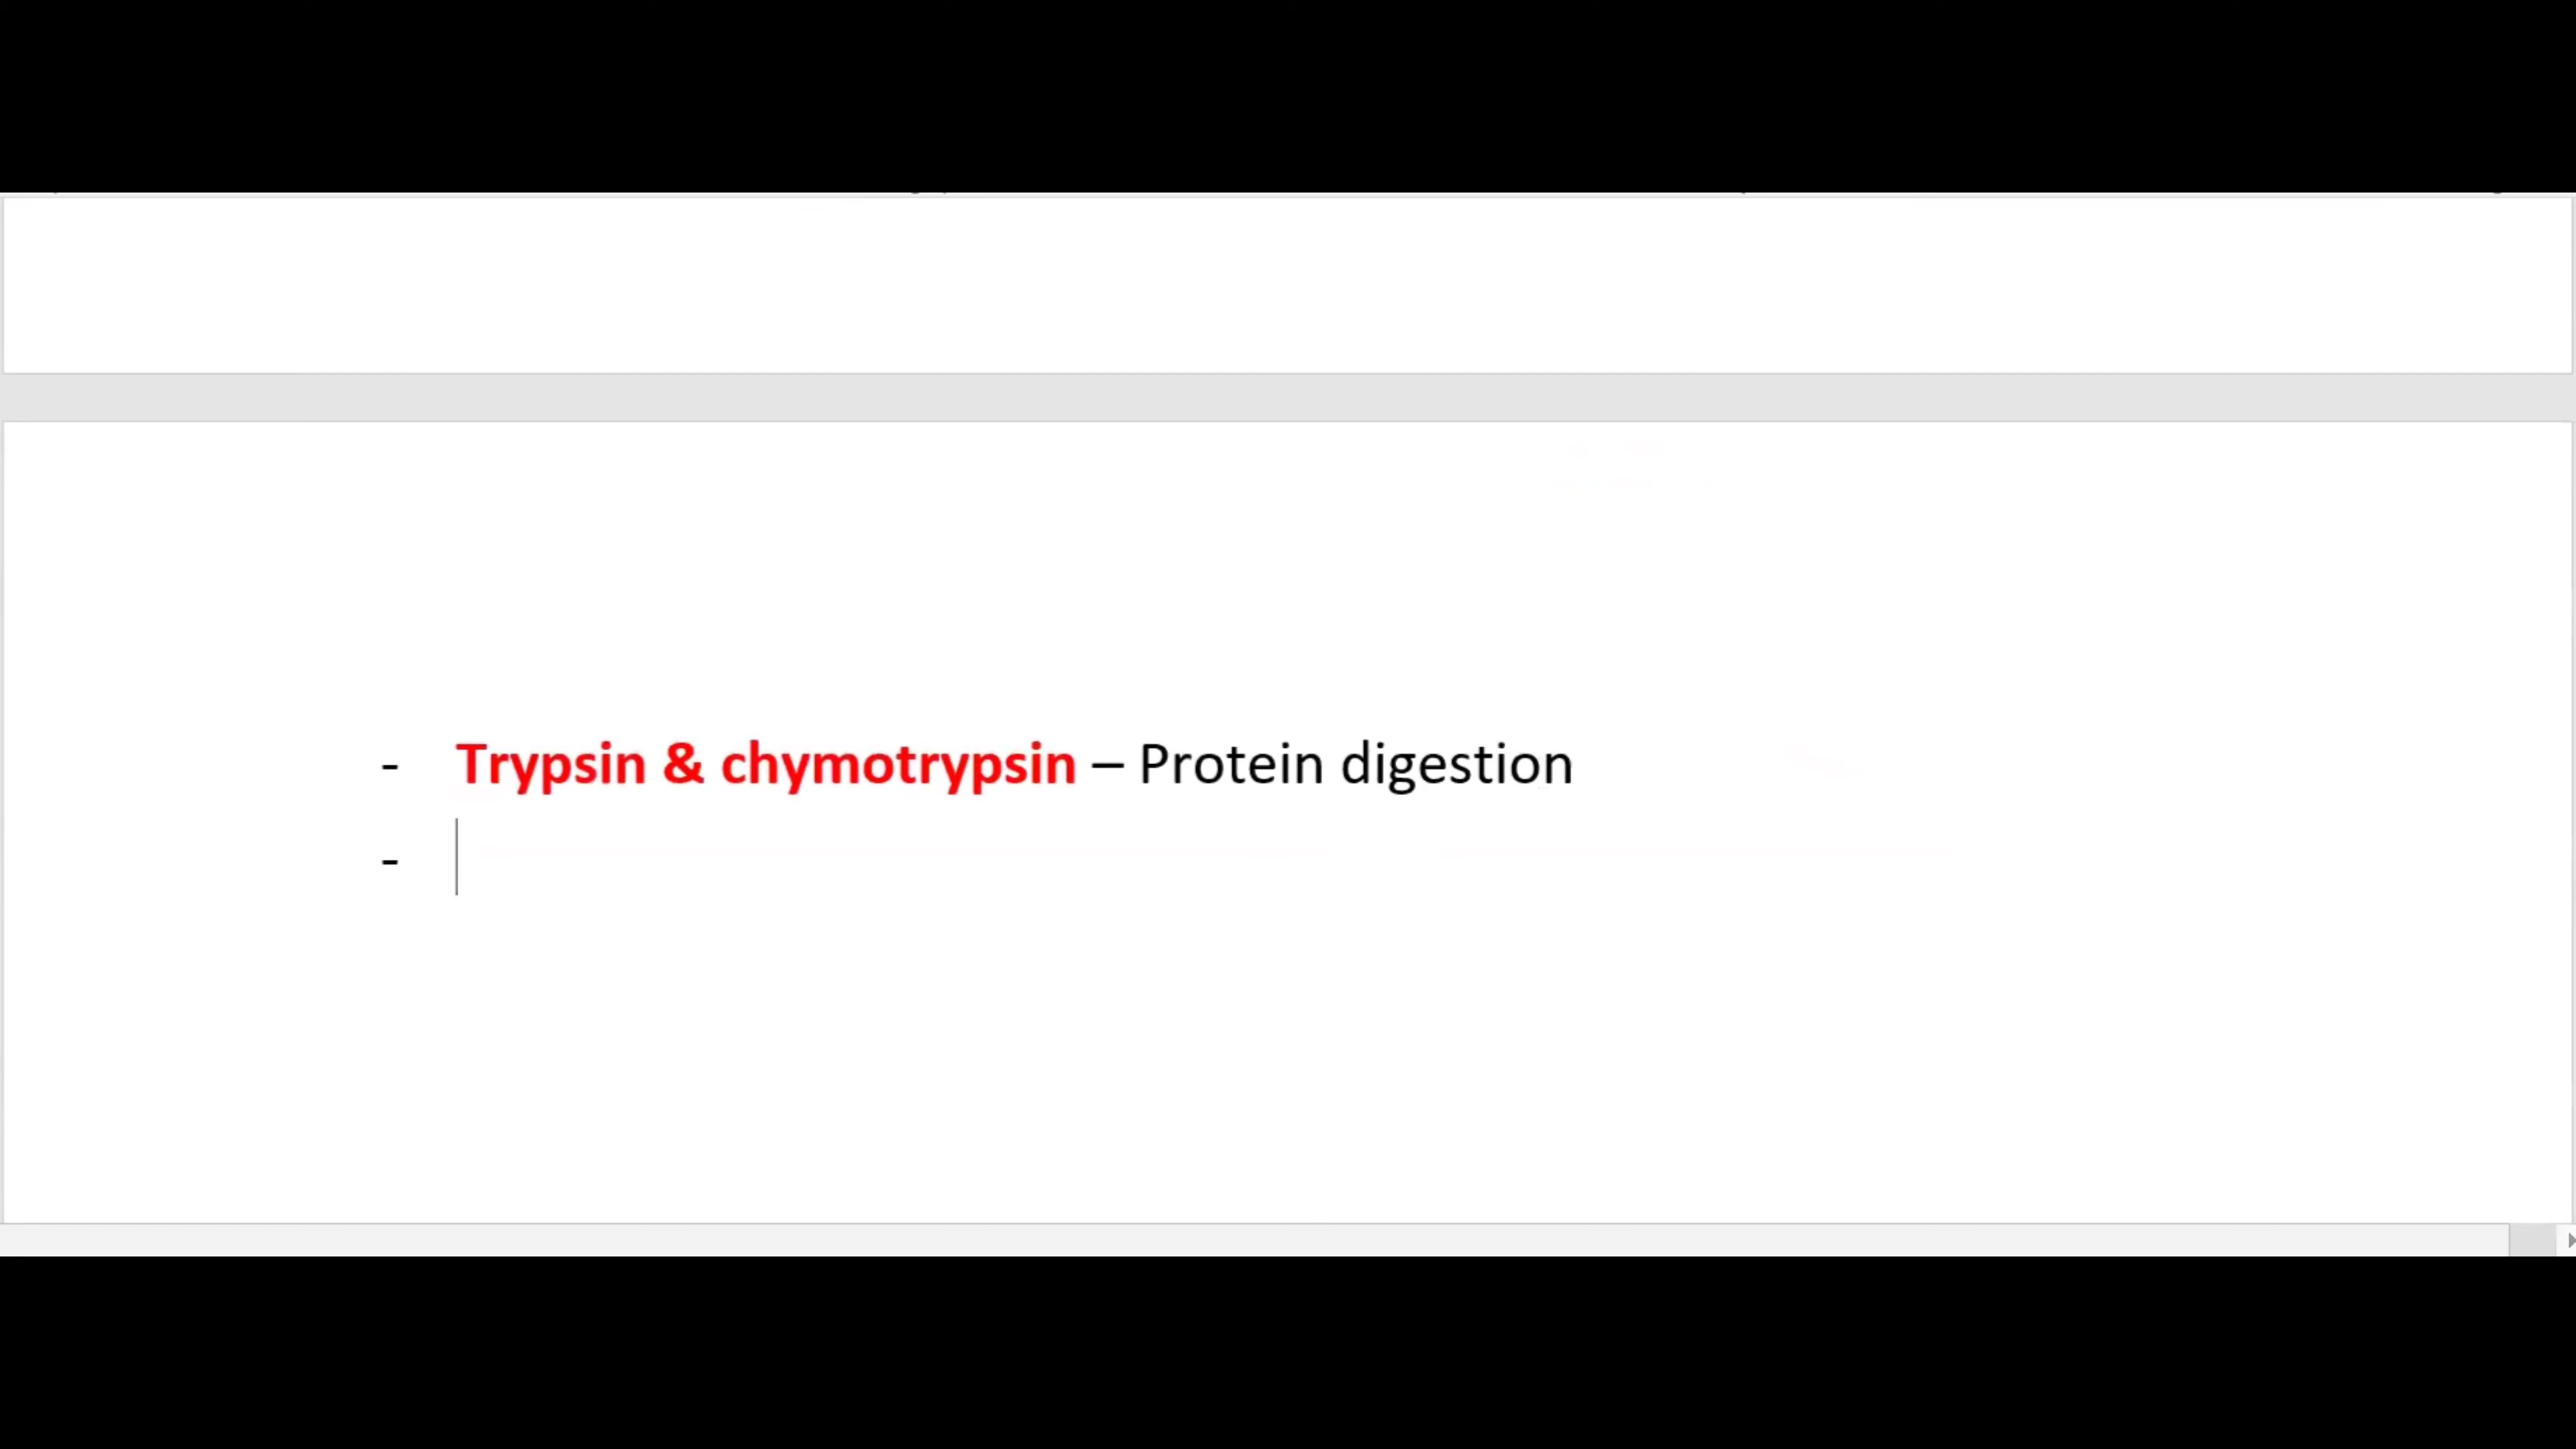 - Trypsin & chymotrypsin – Protein digestion
-